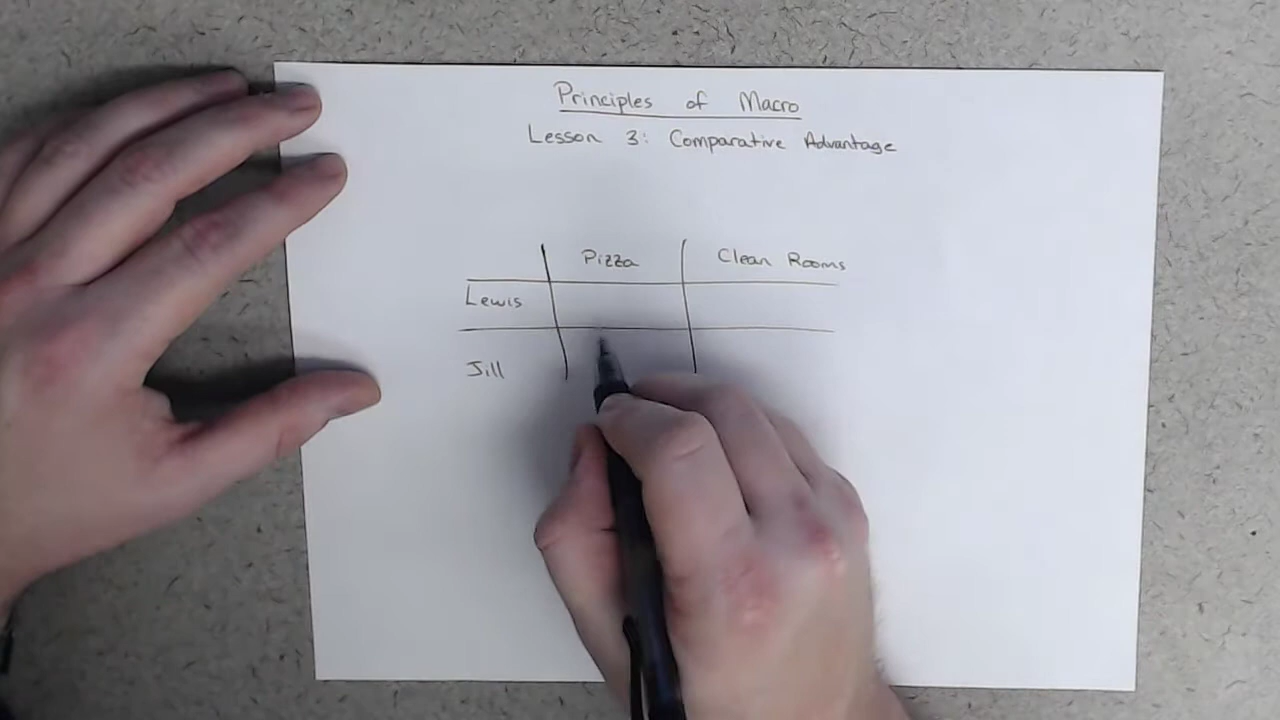 Principles of Macro
Lesson 3: Comparative Advantage
Pizza Clean Rooms
Lewis
Jill